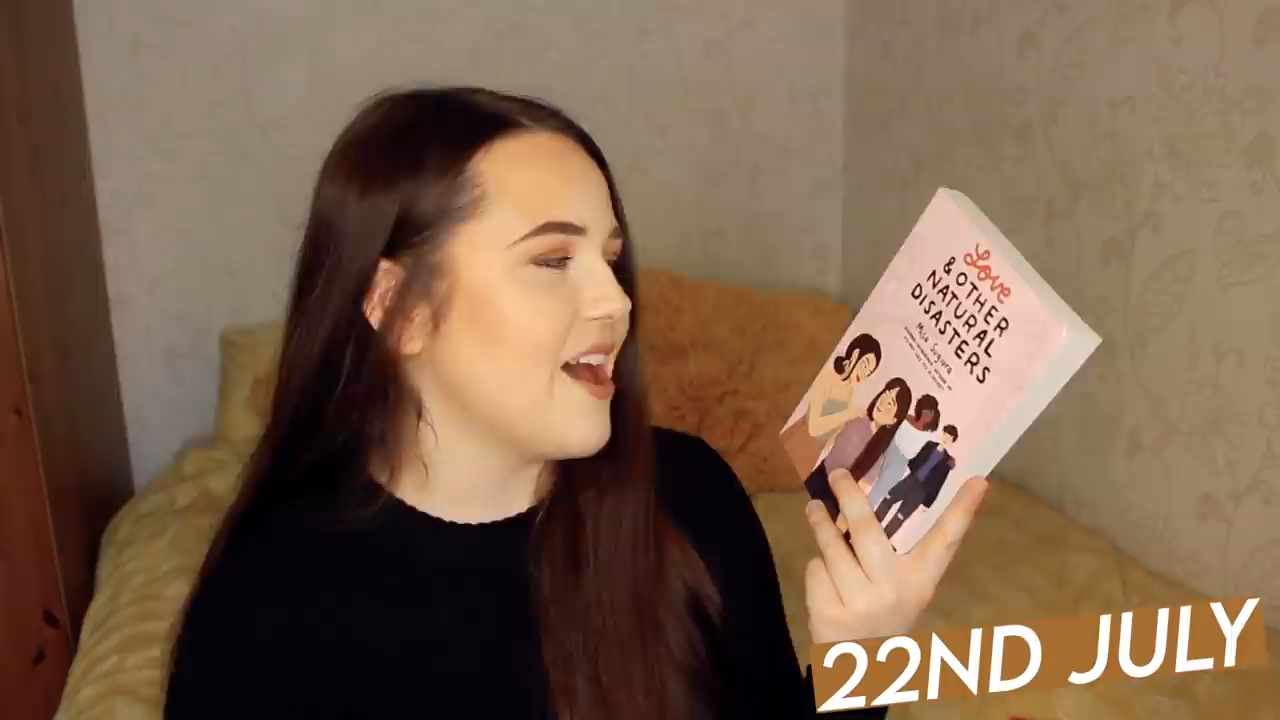 Love
& OTHER
NATURAL
DISASTERS
Misa Sugiura
22ND JULY